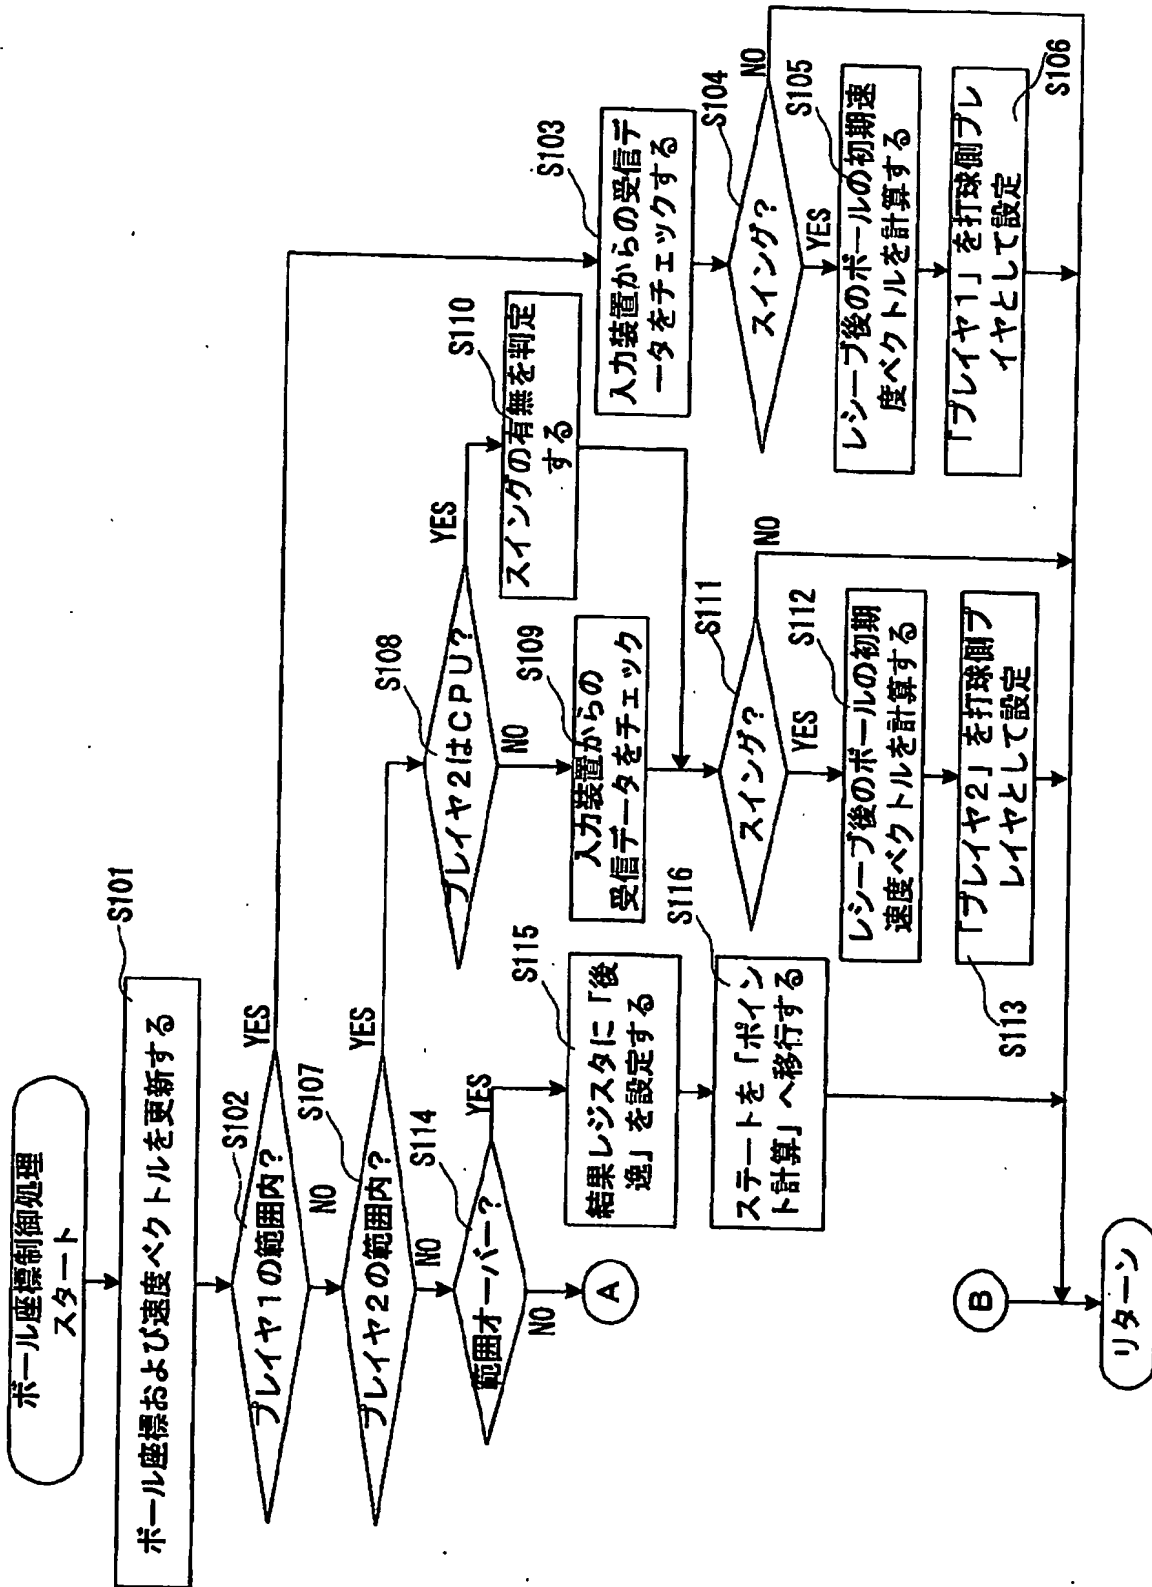 ボール座標制御処理
スタート
S101
ボール座標および速度ベクトルを更新する
S102
プレイヤ1の範囲内？
YES
NO
S107
プレイヤ2の範囲内？
YES
NO
S114
範囲オーバー？
YES
NO
A
S115
結果レジスタに「後
逸」を設定する
S116
ステートを「ポイン
ト計算」へ移行する
S108
プレイヤ2はCPU？
YES
NO
S109
入力装置からの
受信データをチェック
S110
スイングの有無を判定
する
S111
スイング？
NO
YES
S112
レシーブ後のボールの初期
速度ベクトルを計算する
S113
「プレイヤ2」を打球側プ
レイヤとして設定
S103
入力装置からの受信デ
ータをチェックする
S104
スイング？
NO
YES
S105
レシーブ後のボールの初期速
度ベクトルを計算する
S106
「プレイヤ1」を打球側プレ
イヤとして設定
B
リターン